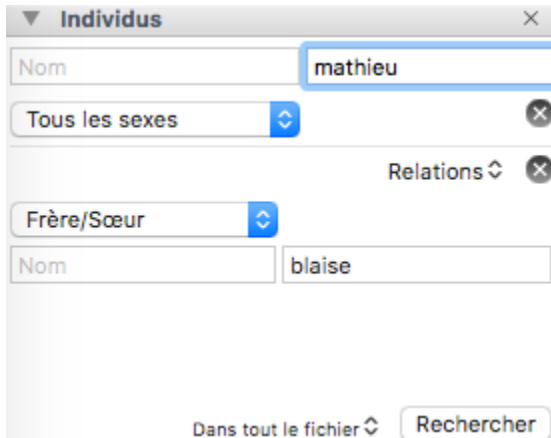 Individus
Nom mathieu
Tous les sexes
Relations
Frère/Sœur
Nom blaise
Dans tout le fichier Rechercher